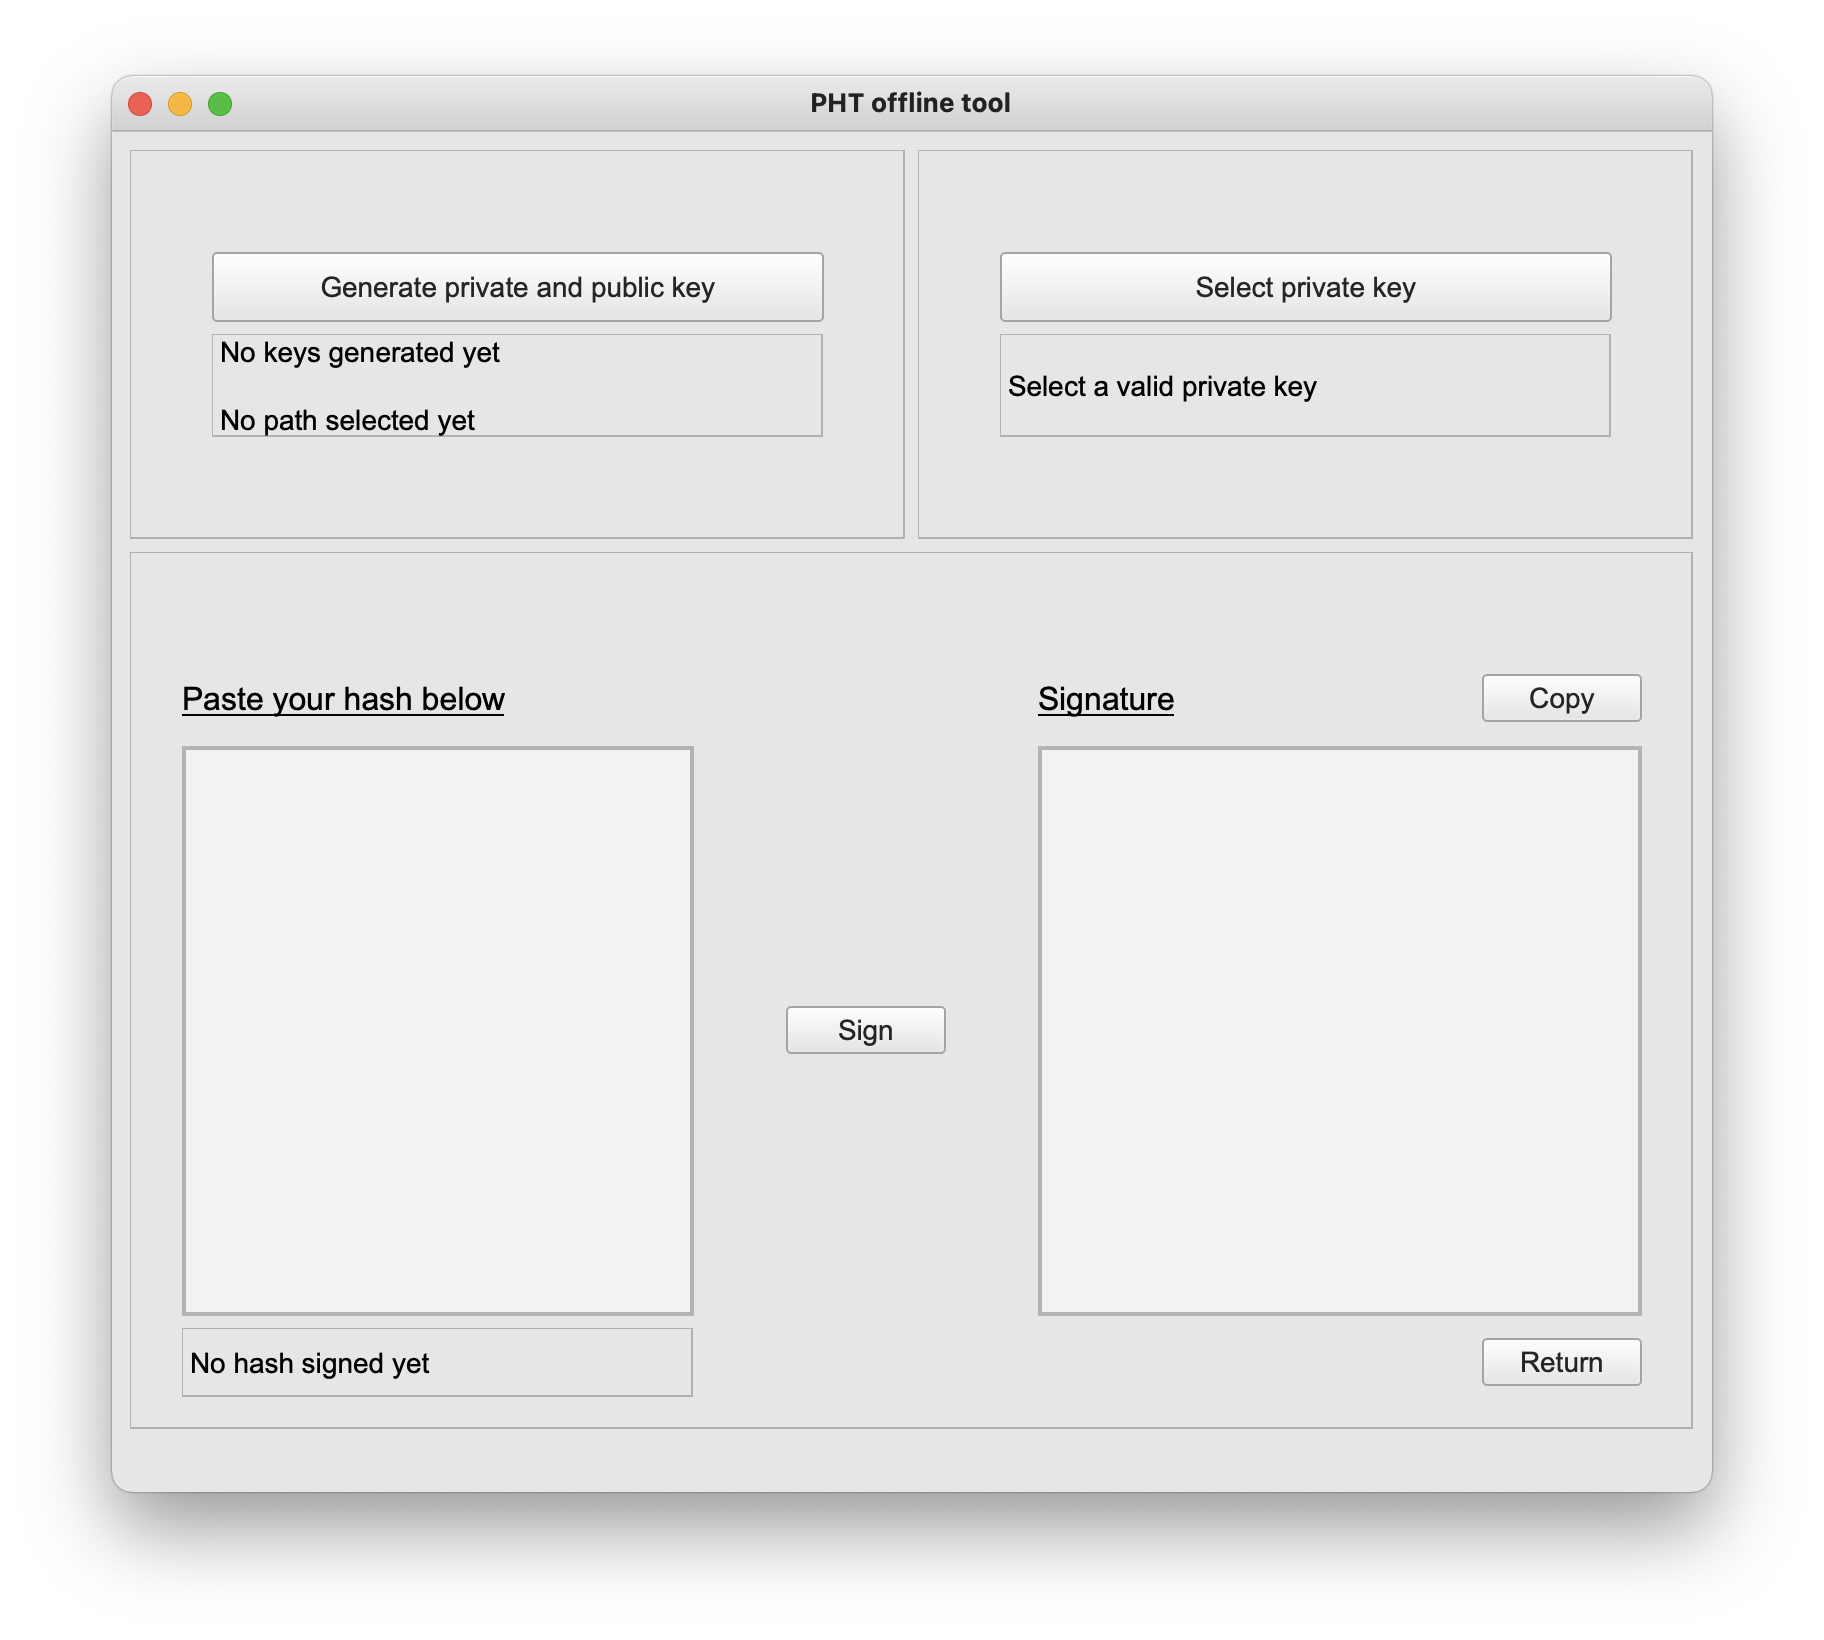 PHT offline tool
Generate private and public key
No keys generated yet
No path selected yet
Select private key
Select a valid private key
Paste your hash below
Sign
Signature
Copy
No hash signed yet
Return